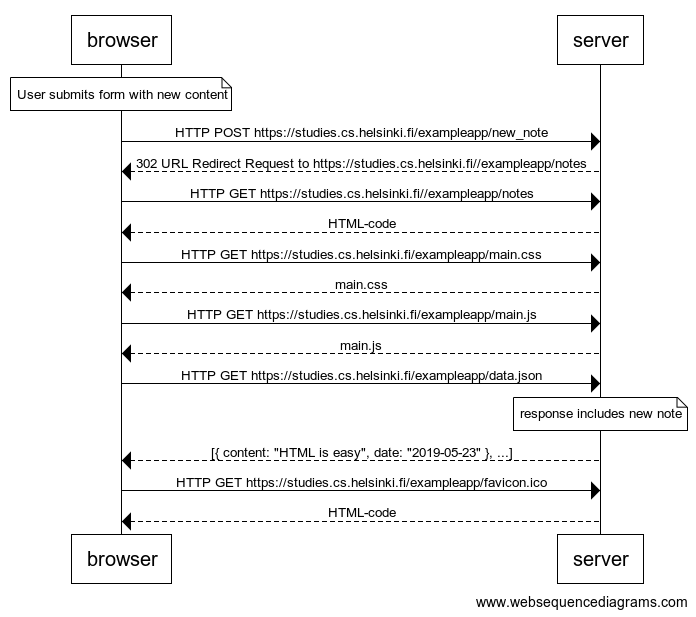 browser
server
User submits form with new content
HTTP POST https://studies.cs.helsinki.fi/exampleapp/new_note
302 URL Redirect Request to https://studies.cs.helsinki.fi//exampleapp/notes
HTTP GET https://studies.cs.helsinki.fi//exampleapp/notes
HTML-code
HTTP GET https://studies.cs.helsinki.fi/exampleapp/main.css
main.css
HTTP GET https://studies.cs.helsinki.fi/exampleapp/main.js
main.js
HTTP GET https://studies.cs.helsinki.fi/exampleapp/data.json
response includes new note
[{ content: "HTML is easy", date: "2019-05-23" }, ...]
HTTP GET https://studies.cs.helsinki.fi/exampleapp/favicon.ico
HTML-code
browser
server
www.websequencediagrams.com